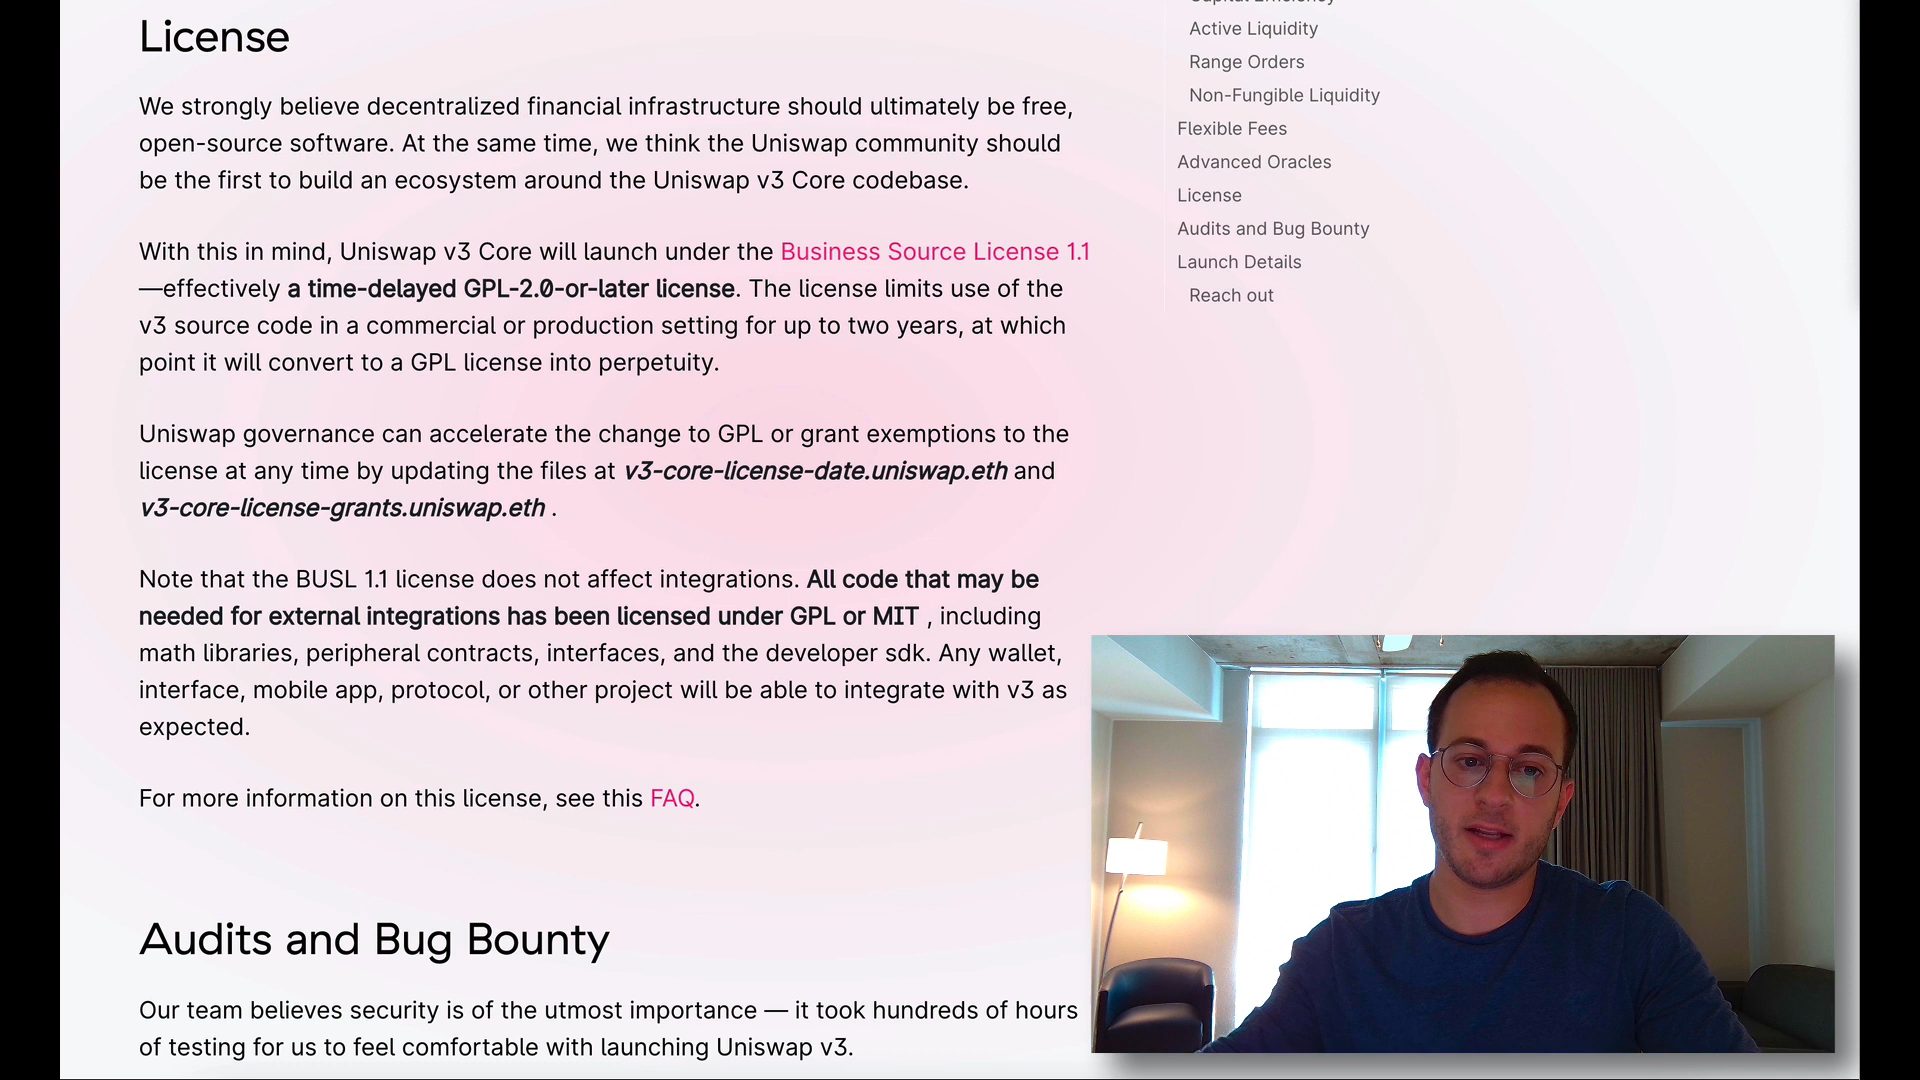 License
We strongly believe decentralized financial infrastructure should ultimately be free,
open-source software. At the same time, we think the Uniswap community should
be the first to build an ecosystem around the Uniswap v3 Core codebase.
With this in mind, Uniswap v3 Core will launch under the Business Source License 1.1
—effectively a time-delayed GPL-2.0-or-later license. The license limits use of the
v3 source code in a commercial or production setting for up to two years, at which
point it will convert to a GPL license into perpetuity.
Uniswap governance can accelerate the change to GPL or grant exemptions to the
license at any time by updating the files at v3-core-license-date.uniswap.eth and
v3-core-license-grants.uniswap.eth .
Note that the BUSL 1.1 license does not affect integrations. All code that may be
needed for external integrations has been licensed under GPL or MIT , including
math libraries, peripheral contracts, interfaces, and the developer sdk. Any wallet,
interface, mobile app, protocol, or other project will be able to integrate with v3 as
expected.
For more information on this license, see this FAQ.
Audits and Bug Bounty
Our team believes security is of the utmost importance — it took hundreds of hours
of testing for us to feel comfortable with launching Uniswap v3.
Capital Efficiency
Active Liquidity
Range Orders
Non-Fungible Liquidity
Flexible Fees
Advanced Oracles
License
Audits and Bug Bounty
Launch Details
Reach out